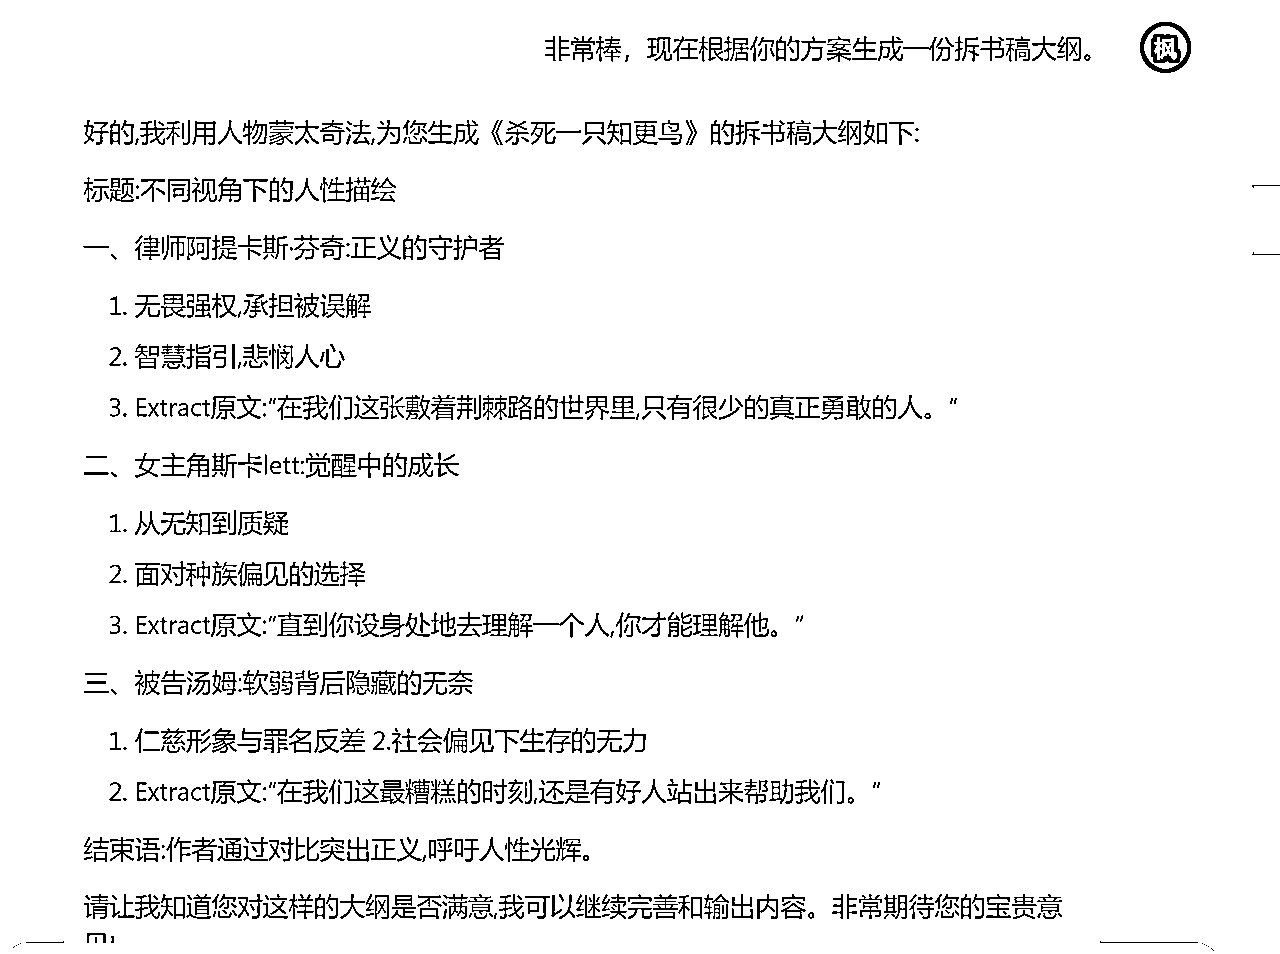 非常棒，现在根据你的方案生成一份拆书稿大纲。
枫
好的,我利用人物蒙太奇法,为您生成《杀死一只知更鸟》的拆书稿大纲如下:
标题:不同视角下的人性描绘
一、律师阿提卡斯·芬奇:正义的守护者
1. 无畏强权,承担被误解
2. 智慧指引,悲悯人心
3. Extract原文:"在我们这张敷着荆棘路的世界里,只有很少的真正勇敢的人。"
二、女主角斯卡lett:觉醒中的成长
1. 从无知到质疑
2. 面对种族偏见的选择
3. Extract原文:"直到你设身处地去理解一个人,你才能理解他。"
三、被告汤姆:软弱背后隐藏的无奈
1. 仁慈形象与罪名反差 2.社会偏见下生存的无力
2. Extract原文:"在我们这最糟糕的时刻,还是有好人站出来帮助我们。"
结束语:作者通过对比突出正义,呼吁人性光辉。
请让我知道您对这样的大纲是否满意,我可以继续完善和输出内容。非常期待您的宝贵意